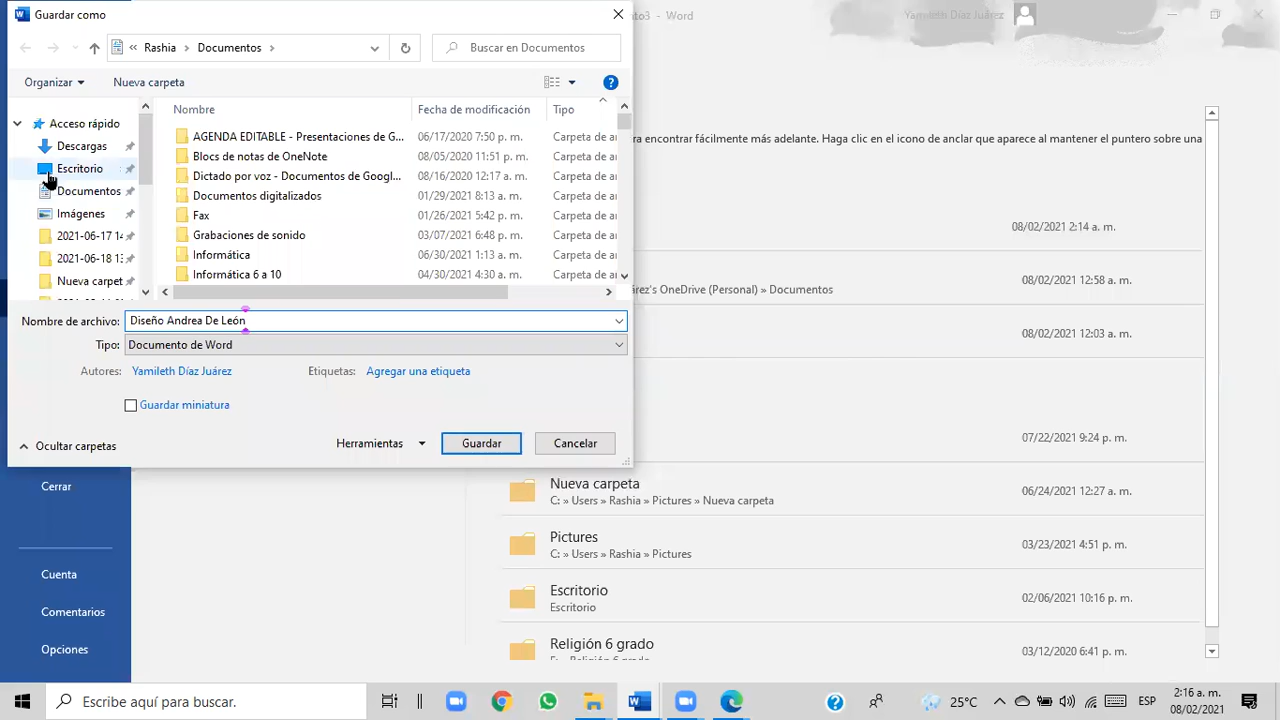 Guardar como
nto3 - Word
Yamileth Díaz Juárez
« Rashia › Documentos ›
Buscar en Documentos
Organizar
Nueva carpeta
Nombre Fecha de modificación Tipo
Acceso rápido
Descargas
Escritorio
Documentos
Imágenes
2021-06-17 14
2021-06-18 13
Nueva carpet
AGENDA EDITABLE - Presentaciones de G... 06/17/2020 7:50 p. m. Carpeta de ar
Blocs de notas de OneNote 08/05/2020 11:51 p. m. Carpeta de ar
Dictado por voz - Documentos de Googl... 08/16/2020 12:17 a. m. Carpeta de ar
Documentos digitalizados 01/29/2021 8:13 a. m. Carpeta de ar
Fax 01/26/2021 5:42 p. m. Carpeta de ar
Grabaciones de sonido 03/07/2021 6:48 p. m. Carpeta de ar
Informática 06/30/2021 1:13 a. m. Carpeta de ar
Informática 6 a 10 04/30/2021 4:30 a. m. Carpeta de ar
Nombre de archivo: Diseño Andrea De León
Tipo: Documento de Word
Autores: Yamileth Díaz Juárez Etiquetas: Agregar una etiqueta
Guardar miniatura
Ocultar carpetas
Herramientas
Guardar
Cancelar
ra encontrar fácilmente más adelante. Haga clic en el icono de anclar que aparece al mantener el puntero sobre una
08/02/2021 2:14 a. m.
08/02/2021 12:58 a. m.
árez's OneDrive (Personal) » Documentos
08/02/2021 12:03 a. m.
07/22/2021 9:24 p. m.
Nueva carpeta
C: » Users » Rashia » Pictures » Nueva carpeta
06/24/2021 12:27 a. m.
Pictures
C: » Users » Rashia » Pictures
03/23/2021 4:51 p. m.
Escritorio
Escritorio
02/06/2021 10:16 p. m.
Religión 6 grado
03/12/2020 6:41 p. m.
Cerrar
Cuenta
Comentarios
Opciones
Escribe aquí para buscar.
25°C
ESP
2:16 a. m.
08/02/2021